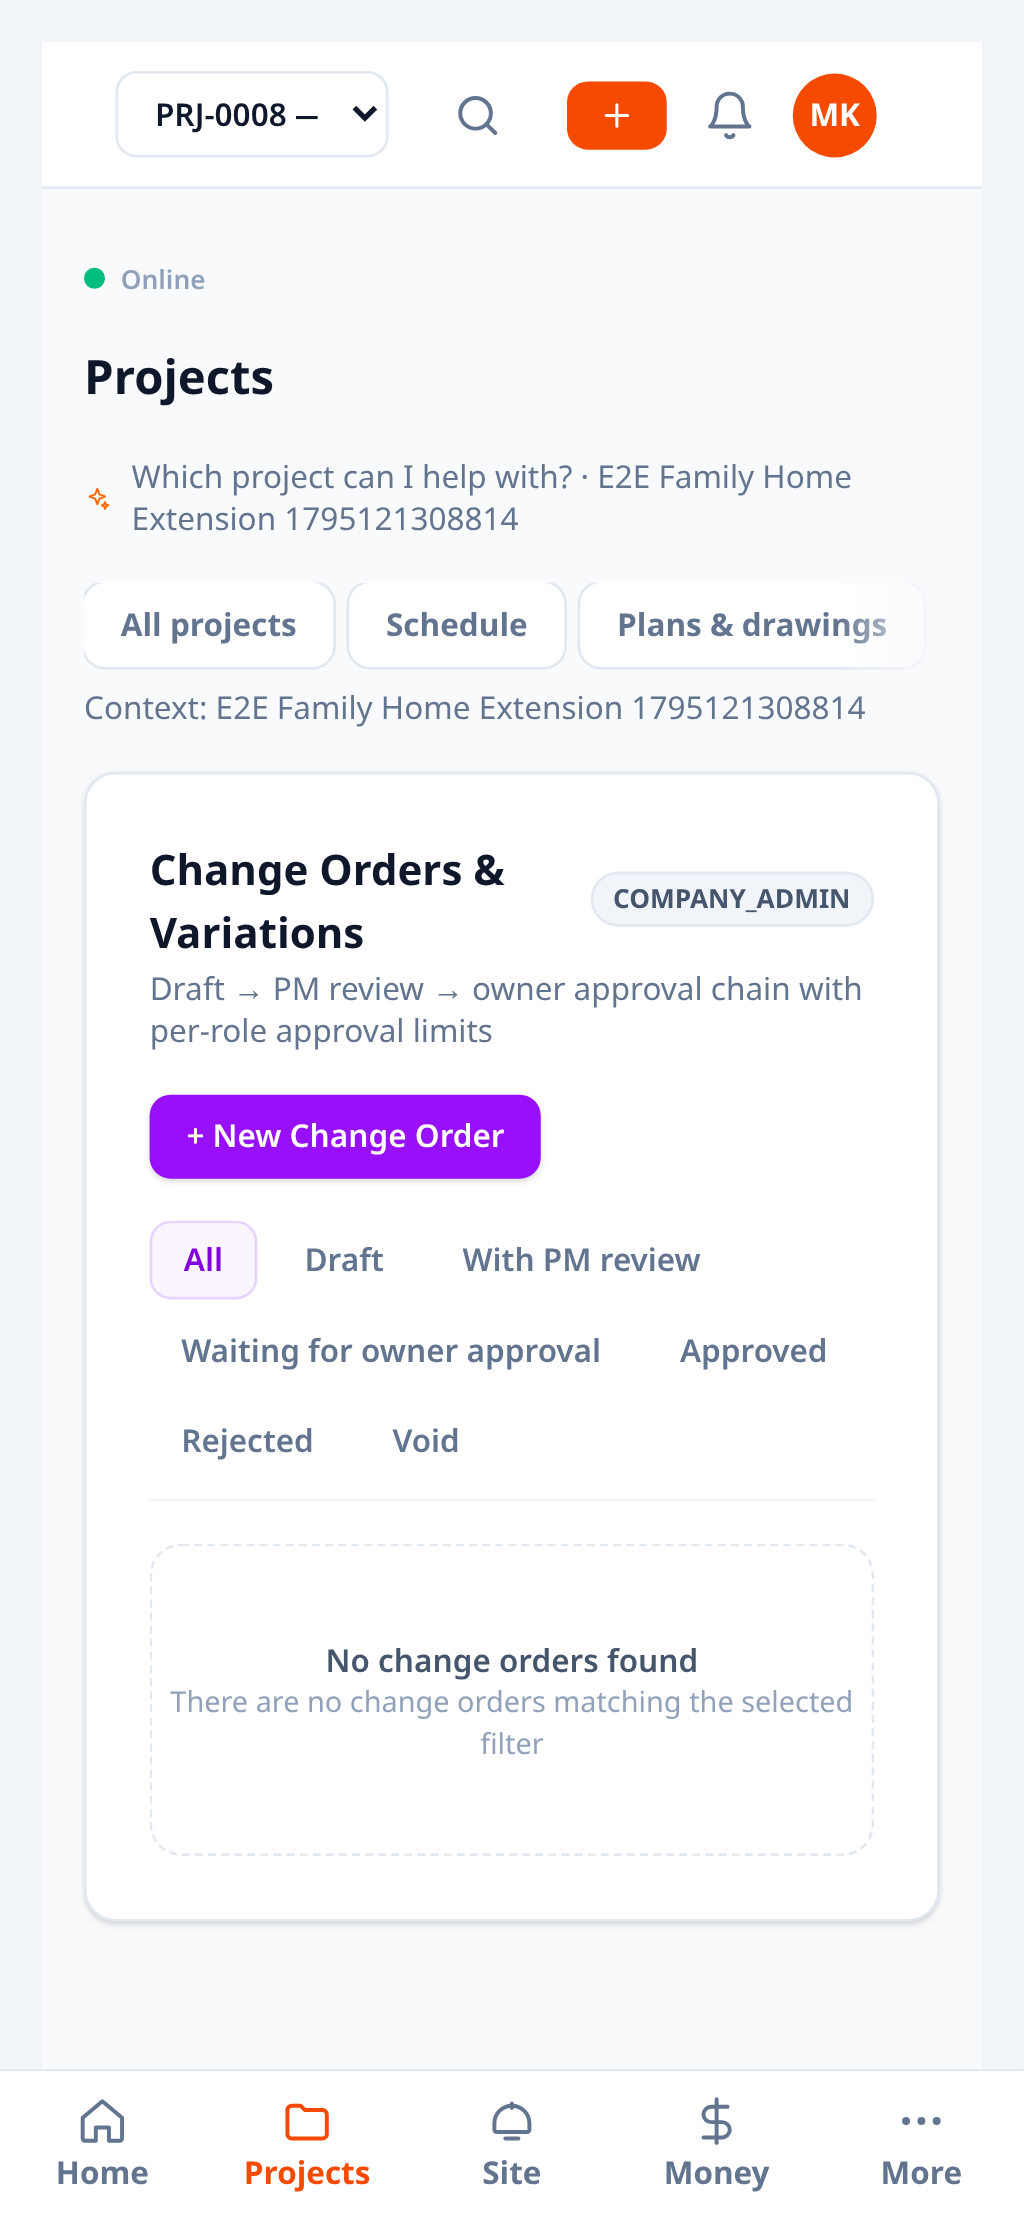 PRJ-0008 —
+
MK
Online
Projects
Which project can I help with? · E2E Family Home
Extension 1795121308814
All projects
Schedule
Plans & drawings
Context: E2E Family Home Extension 1795121308814
Change Orders &
Variations
COMPANY_ADMIN
Draft → PM review → owner approval chain with
per-role approval limits
+ New Change Order
All
Draft
With PM review
Waiting for owner approval
Approved
Rejected
Void
No change orders found
There are no change orders matching the selected
filter
Home
Projects
Site
Money
More